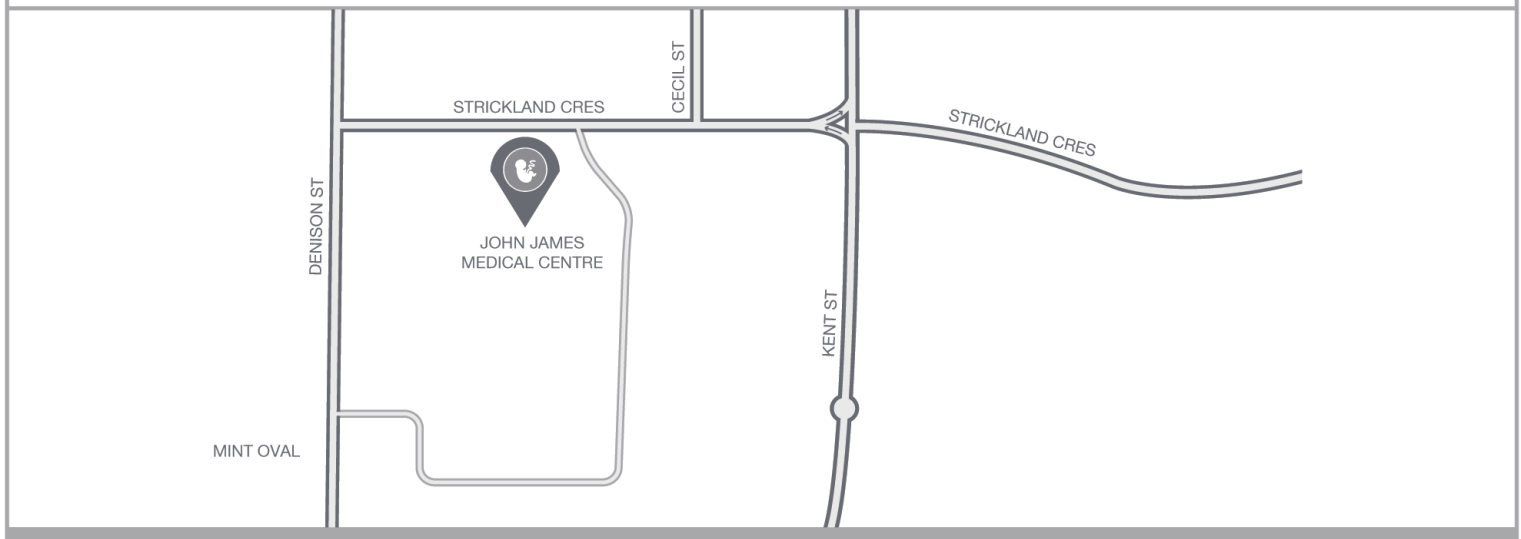 CECIL ST
STRICKLAND CRES
STRICKLAND CRES
DENISON ST
JOHN JAMES
MEDICAL CENTRE
KENT ST
MINT OVAL